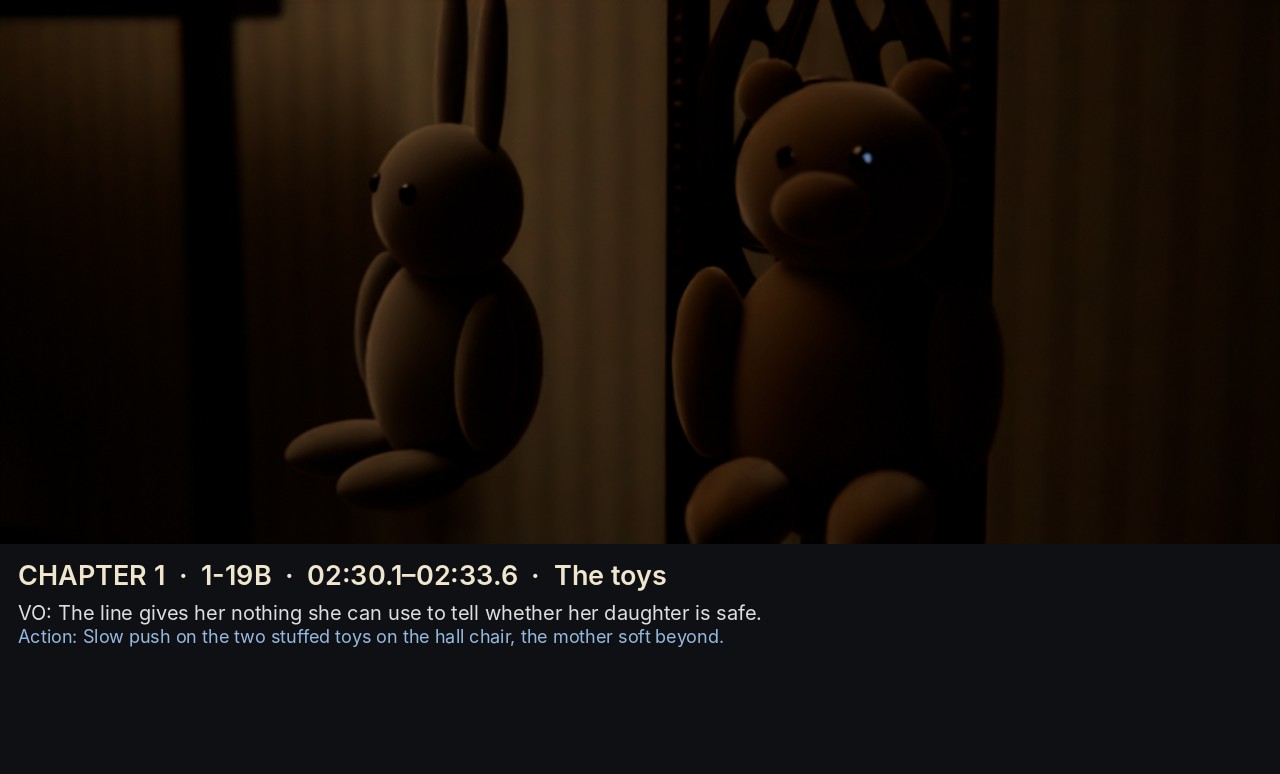 CHAPTER 1 · 1-19B · 02:30.1–02:33.6 · The toys
VO: The line gives her nothing she can use to tell whether her daughter is safe.
Action: Slow push on the two stuffed toys on the hall chair, the mother soft beyond.